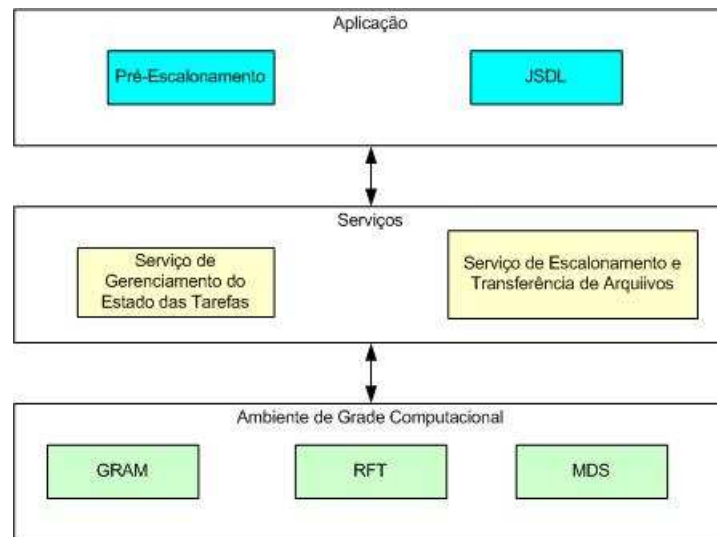 Aplicação
Pré-Escalonamento
JSDL
Serviços
Serviço de
Gerenciamento do
Estado das Tarefas
Serviço de Escalonamento e
Transferência de Arquiivos
Ambiente de Grade Computacional
GRAM
RFT
MDS